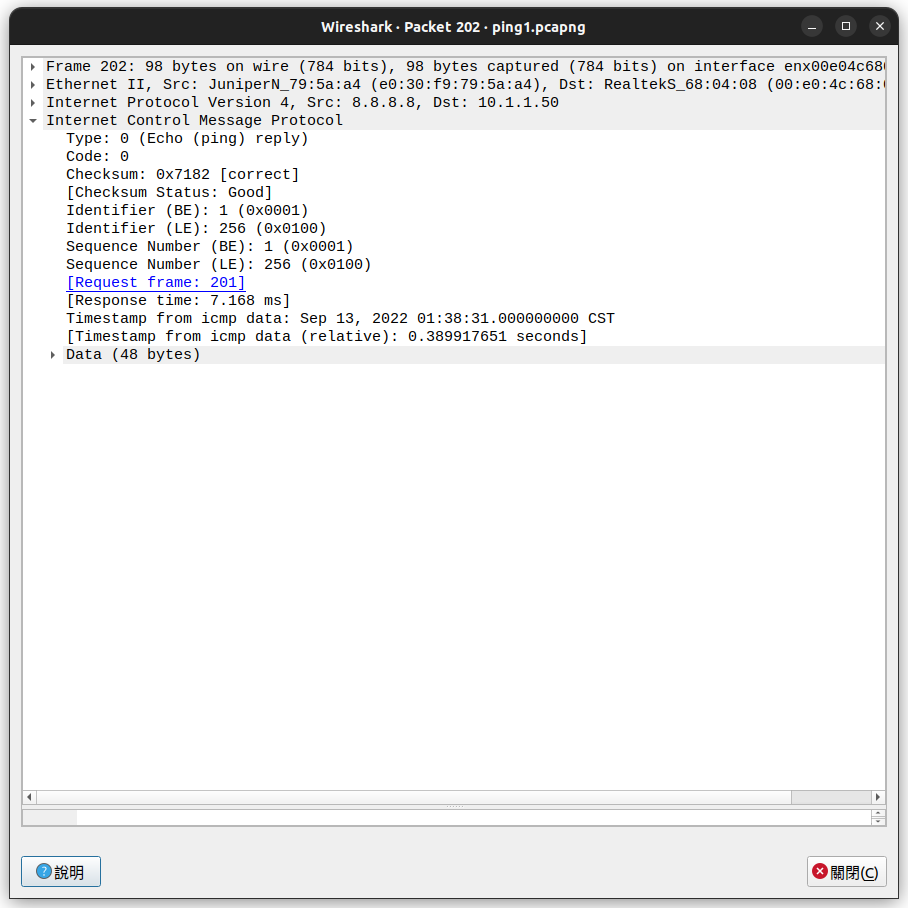 Wireshark · Packet 202 · ping1.pcapng
Frame 202: 98 bytes on wire (784 bits), 98 bytes captured (784 bits) on interface enx00e04c680
Ethernet II, Src: JuniperN_79:5a:a4 (e0:30:f9:79:5a:a4), Dst: RealtekS_68:04:08 (00:e0:4c:68:0
Internet Protocol Version 4, Src: 8.8.8.8, Dst: 10.1.1.50
Internet Control Message Protocol
Type: 0 (Echo (ping) reply)
Code: 0
Checksum: 0x7182 [correct]
[Checksum Status: Good]
Identifier (BE): 1 (0x0001)
Identifier (LE): 256 (0x0100)
Sequence Number (BE): 1 (0x0001)
Sequence Number (LE): 256 (0x0100)
[Request frame: 201]
[Response time: 7.168 ms]
Timestamp from icmp data: Sep 13, 2022 01:38:31.000000000 CST
[Timestamp from icmp data (relative): 0.389917651 seconds]
Data (48 bytes)
說明
關閉(C)